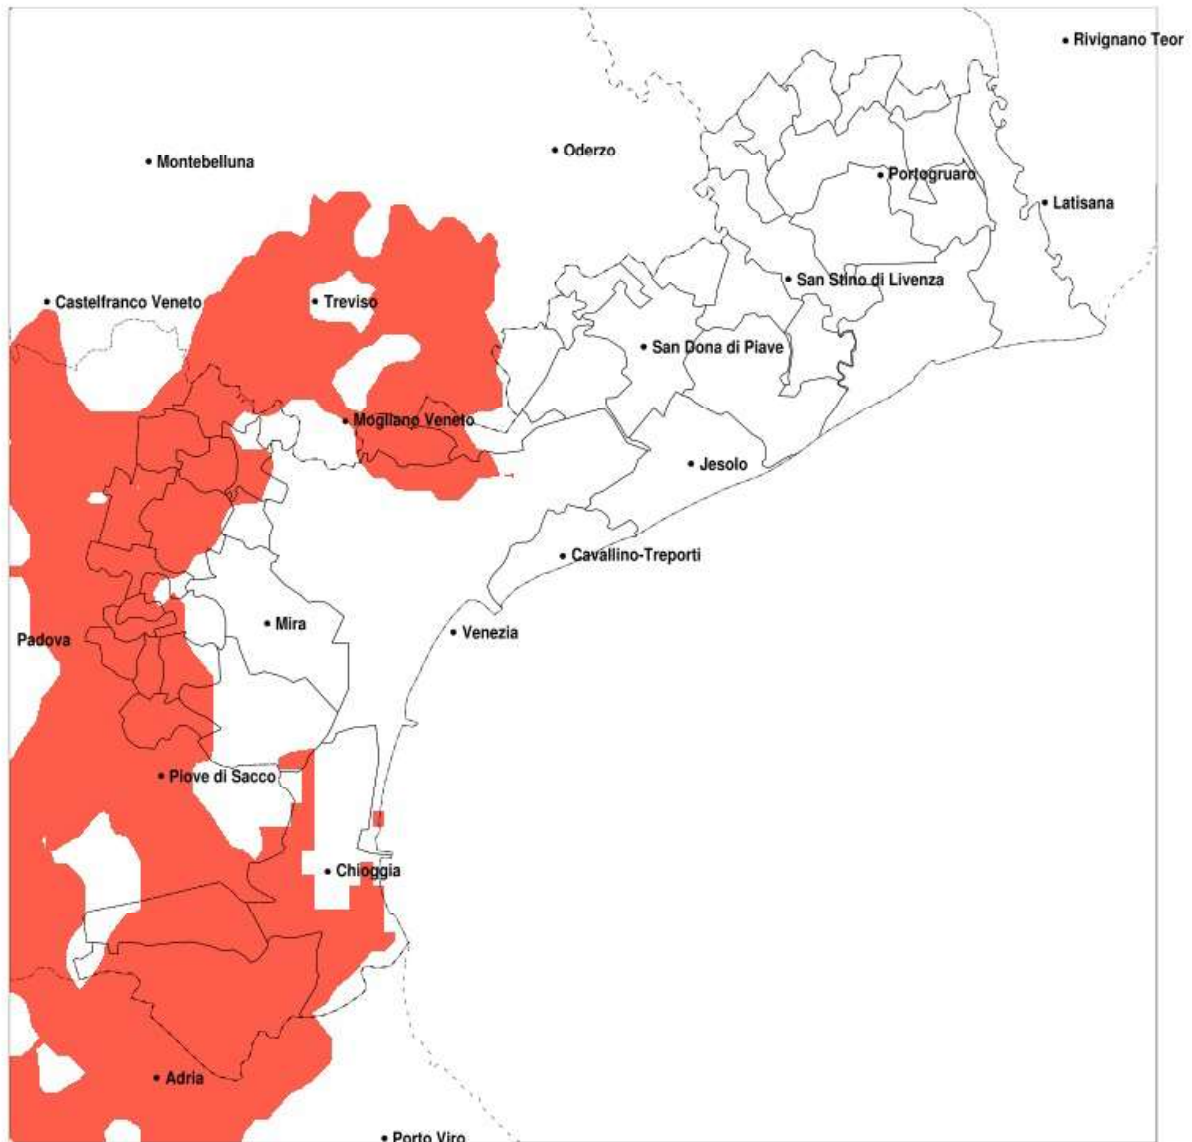 Rivignano Teor
Oderzo
Montebelluna
Portogruaro
Latisana
San Stino di Livenza
Castelfranco Veneto
Treviso
San Dona di Piave
Mogliano Veneto
Jesolo
Cavallino-Treporti
Mira
Venezia
Padova
Piove di Sacco
Chioggia
Adria
Porto Viro